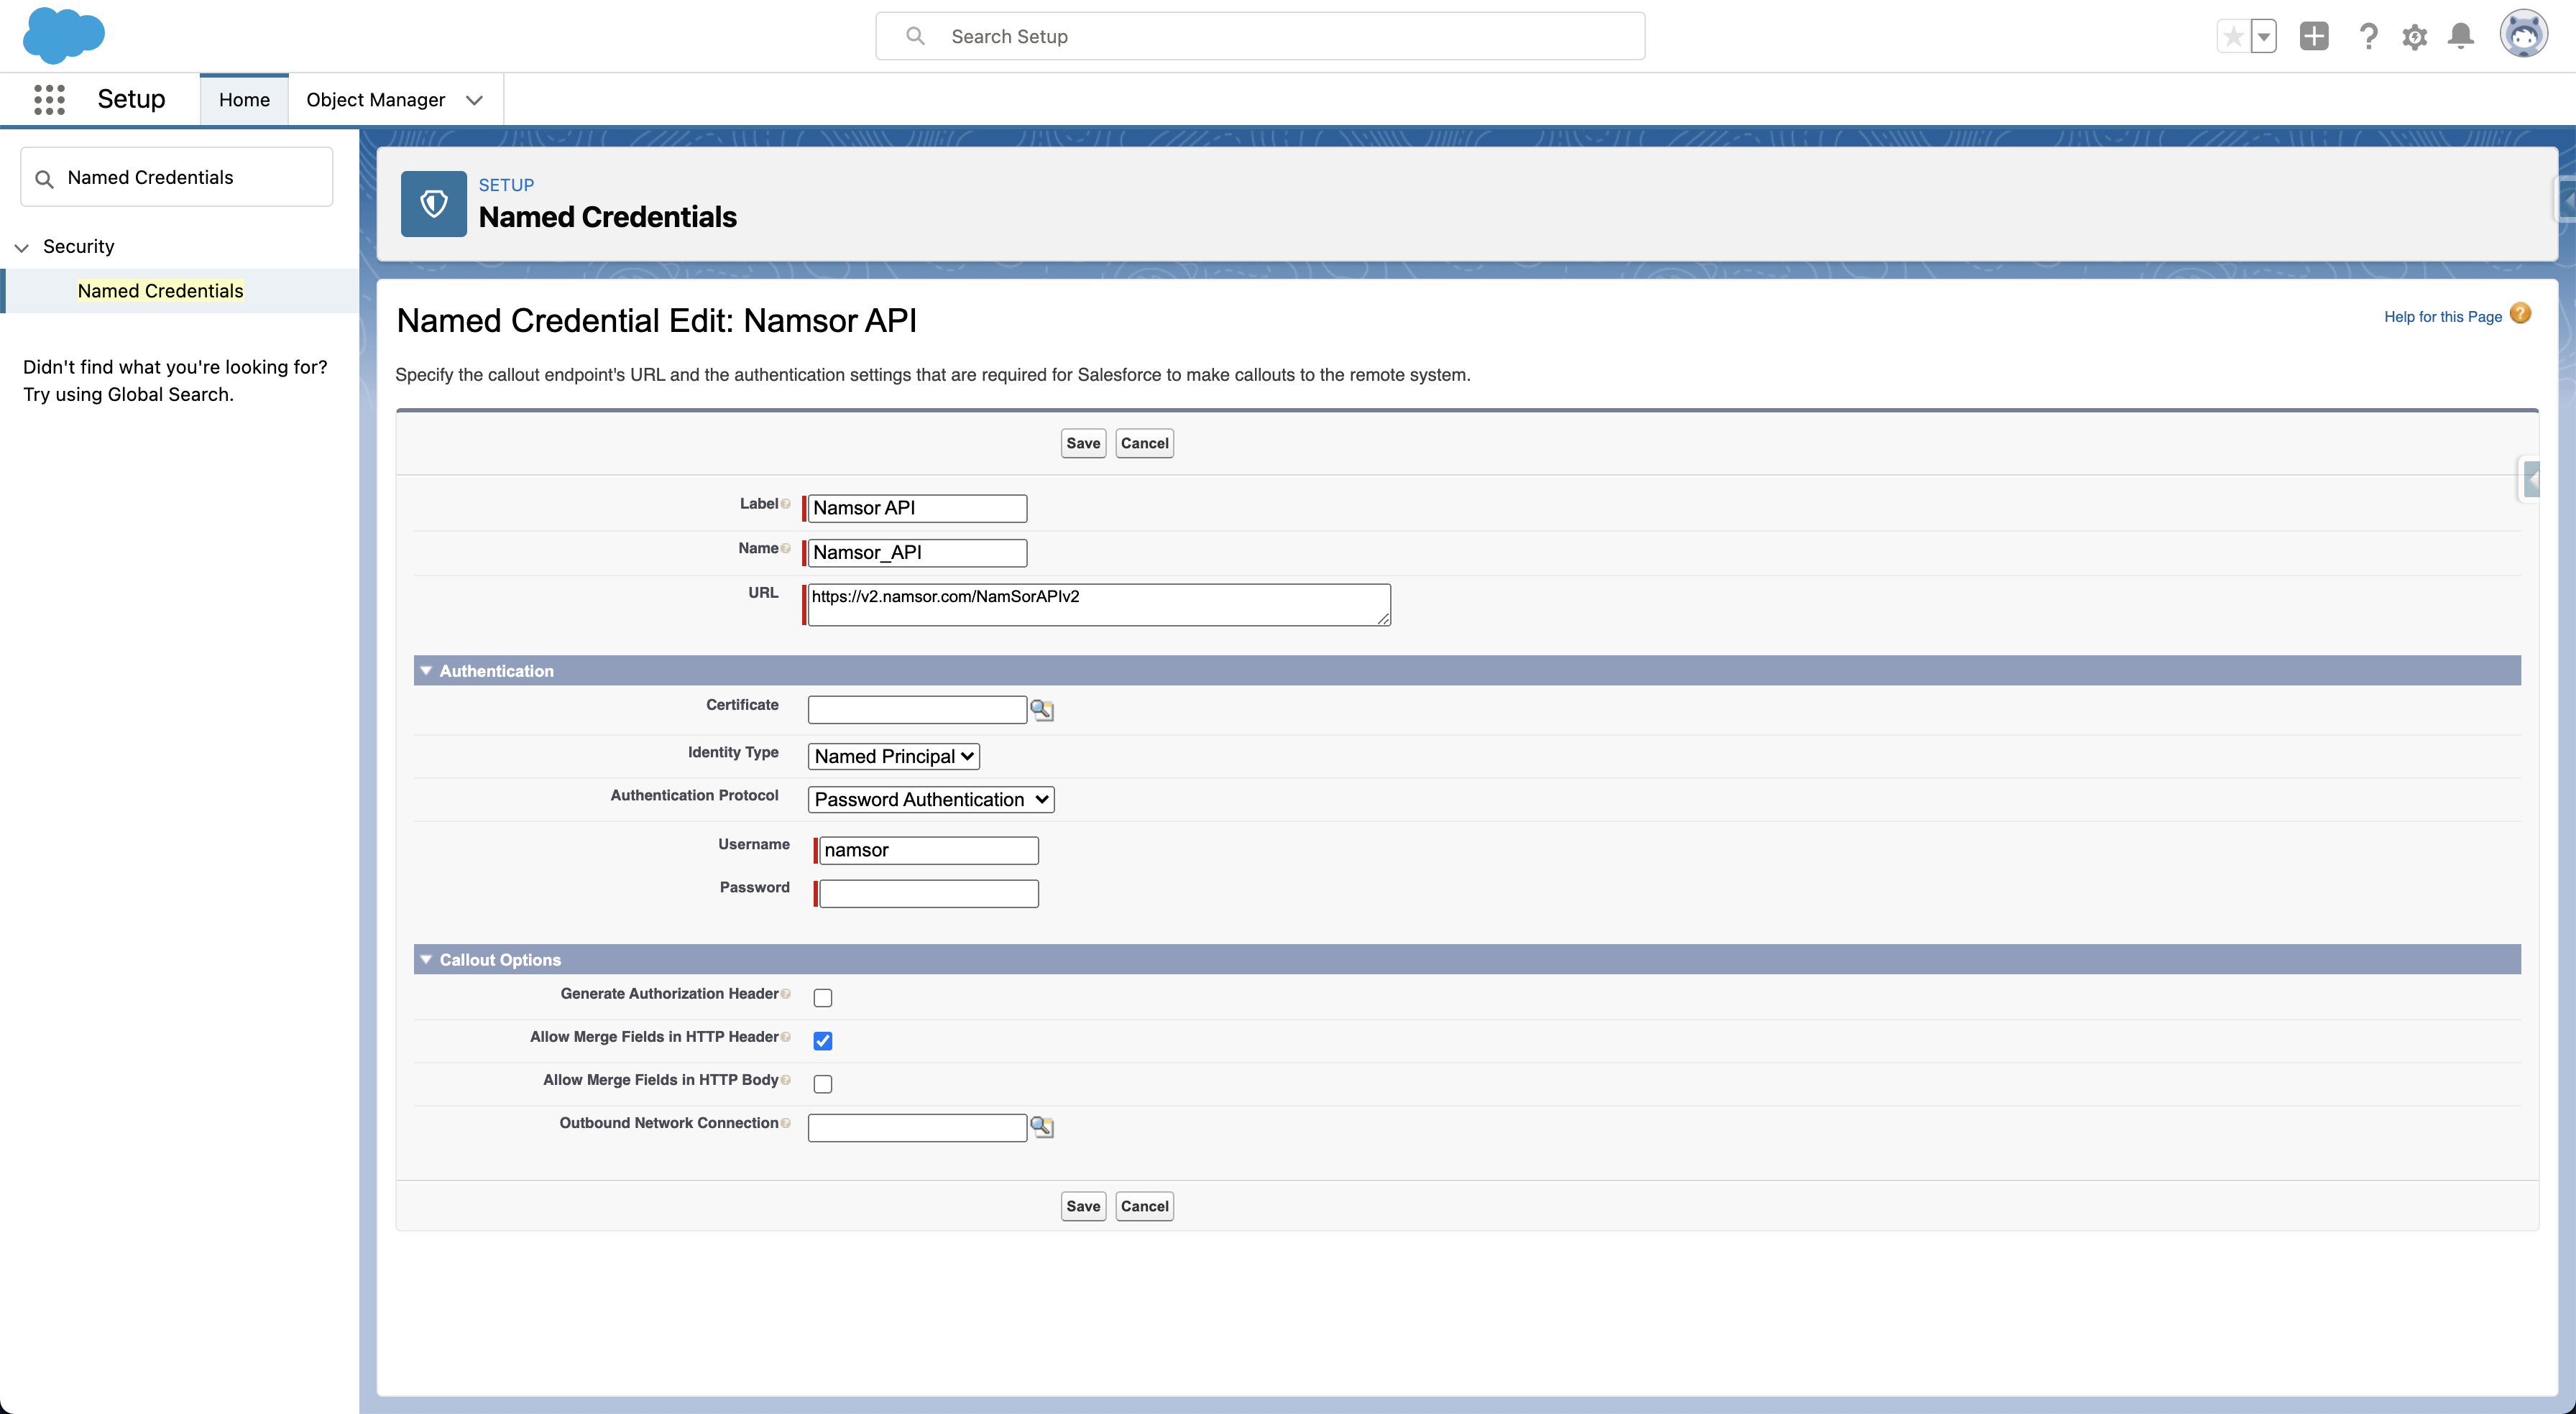 Search Setup
Setup
Home
Object Manager
Named Credentials
Security
Named Credentials
Didn't find what you're looking for?
Try using Global Search.
SETUP
Named Credentials
Named Credential Edit: Namsor API
Help for this Page
Specify the callout endpoint's URL and the authentication settings that are required for Salesforce to make callouts to the remote system.
Save Cancel
Label Namsor API
Name Namsor_API
URL https://v2.namsor.com/NamSorAPIv2
Authentication
Certificate
Identity Type Named Principal
Authentication Protocol Password Authentication
Username namsor
Password
Callout Options
Generate Authorization Header
Allow Merge Fields in HTTP Header
Allow Merge Fields in HTTP Body
Outbound Network Connection
Save Cancel